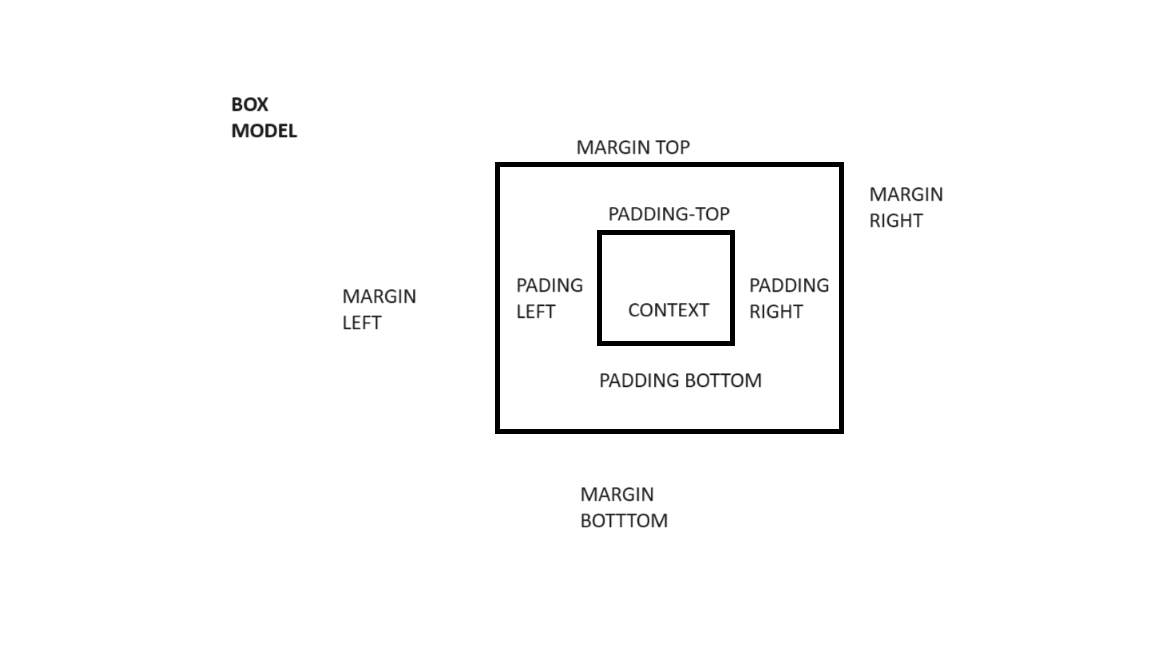 BOX
MODEL
MARGIN TOP
MARGIN
RIGHT
PADDING-TOP
MARGIN
LEFT
PADING
LEFT
CONTEXT
PADDING
RIGHT
PADDING BOTTOM
MARGIN
BOTTTOM